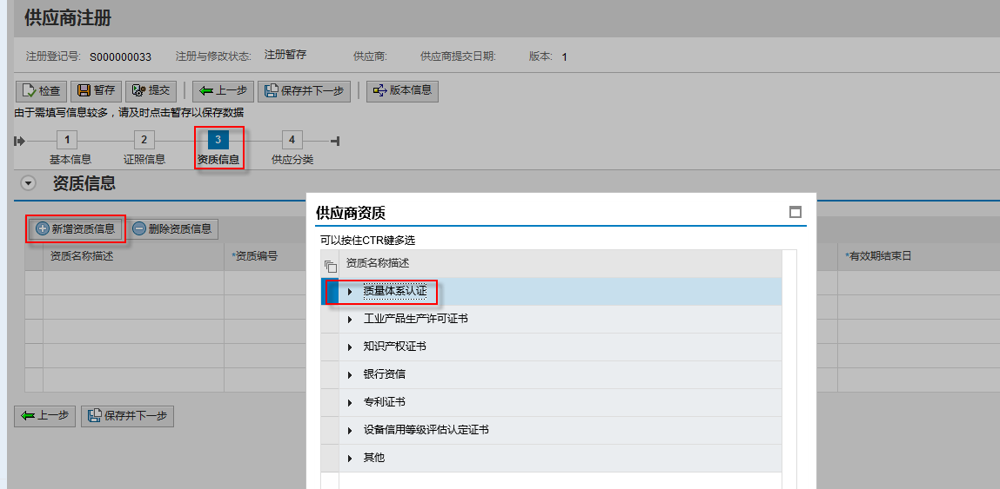 供应商注册
注册登记号: S000000033 注册与修改状态: 注册暂存 供应商: 供应商提交日期: 版本: 1
检查 暂存 提交 上一步 保存并下一步 版本信息
由于需填写信息较多，请及时点击暂存以保存数据
1 2 3 4
基本信息 证照信息 资质信息 供应分类
资质信息
新增资质信息 删除资质信息
资质名称描述 *资质编号 *有效期结束日
上一步 保存并下一步
供应商资质
可以按住CTR键多选
资质名称描述
质量体系认证
工业产品生产许可证书
知识产权证书
银行资信
专利证书
设备信用等级评估认定证书
其他